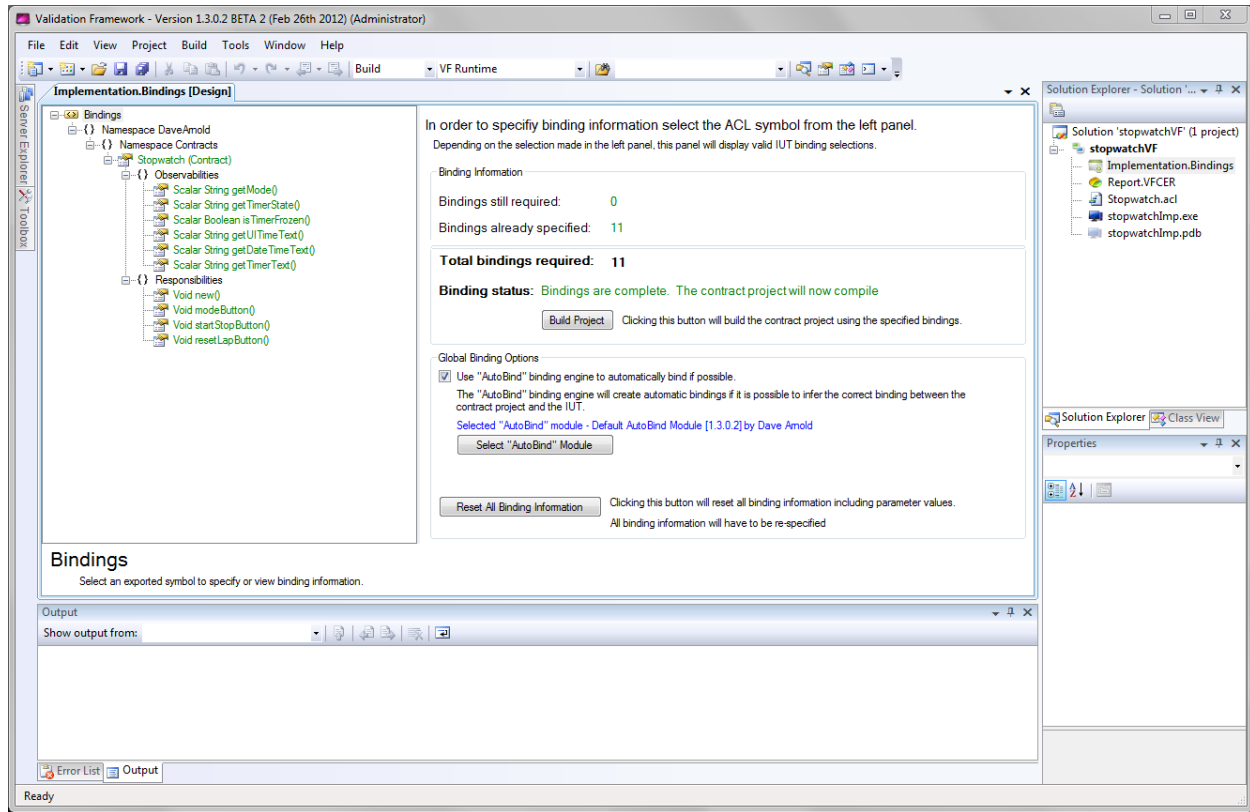 Validation Framework - Version 1.3.0.2 BETA 2 (Feb 26th 2012) (Administrator)
File Edit View Project Build Tools Window Help
Build VF Runtime
Server Explorer
Toolbox
Implementation.Bindings [Design]
Bindings
{} Namespace DaveArnold
{} Namespace Contracts
Stopwatch (Contract)
{} Observabilities
Scalar String getMode()
Scalar String getTimerState()
Scalar Boolean isTimerFrozen()
Scalar String getUITimeText()
Scalar String getDateTimeText()
Scalar String getTimerText()
{} Responsibilities
Void new()
Void modeButton()
Void startStopButton()
Void resetLapButton()
In order to specifiy binding information select the ACL symbol from the left panel.
Depending on the selection made in the left panel, this panel will display valid IUT binding selections.
Binding Information
Bindings still required: 0
Bindings already specified: 11
Total bindings required: 11
Binding status: Bindings are complete. The contract project will now compile
Build Project Clicking this button will build the contract project using the specified bindings.
Global Binding Options
Use "AutoBind" binding engine to automatically bind if possible.
The "AutoBind" binding engine will create automatic bindings if it is possible to infer the correct binding between the
contract project and the IUT.
Selected "AutoBind" module - Default AutoBind Module [1.3.0.2] by Dave Arnold
Select "AutoBind" Module
Reset All Binding Information Clicking this button will reset all binding information including parameter values.
All binding information will have to be re-specified
Bindings
Select an exported symbol to specify or view binding information.
Output
Show output from:
Error List Output
Ready
Solution Explorer - Solution '...
Solution 'stopwatchVF' (1 project)
stopwatchVF
Implementation.Bindings
Report.VFCER
Stopwatch.acl
stopwatchImp.exe
stopwatchImp.pdb
Solution Explorer Class View
Properties